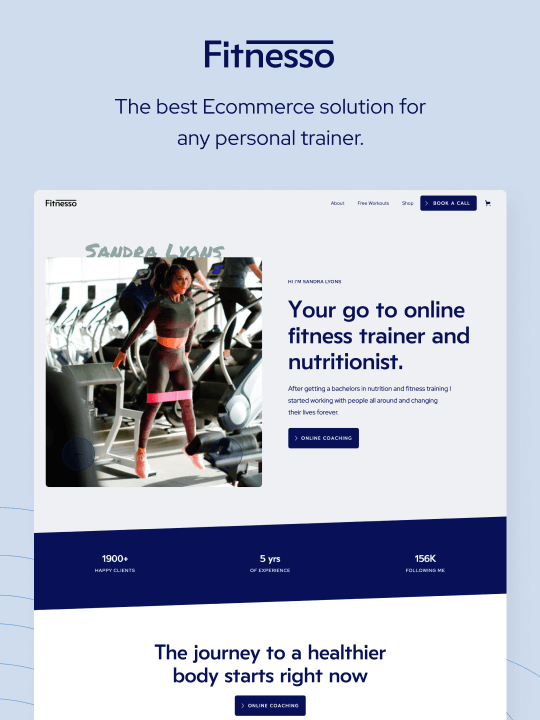 Fitnesso
The best Ecommerce solution for
any personal trainer.
Fitnesso
About
Free Workouts
Shop
BOOK A CALL
Sandra Lyons
HI I'M SANDRA LYONS
Your go to online
fitness trainer and
nutritionist.
After getting a bachelors in nutrition and fitness training I
started working with people all around and changing
their lives forever.
ONLINE COACHING
1900+
HAPPY CLIENTS
5 yrs
OF EXPERIENCE
156K
FOLLOWING ME
The journey to a healthier
body starts right now
ONLINE COACHING